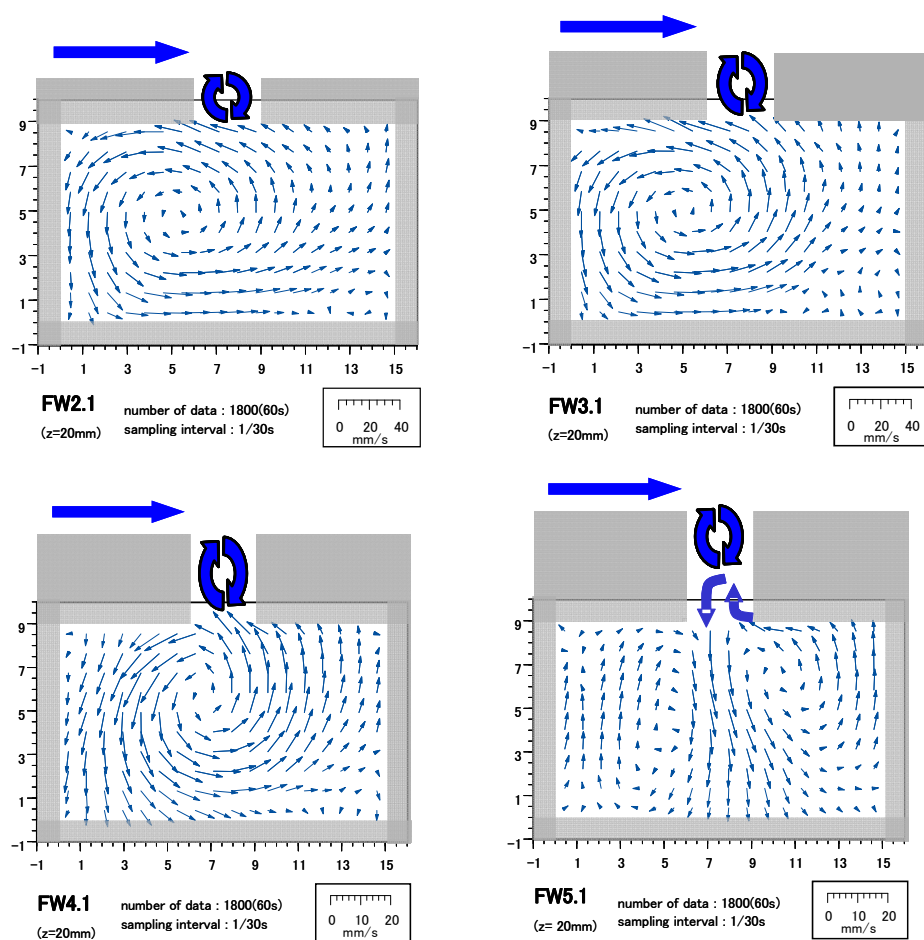 9
7
5
3
1
-1
-1 1 3 5 7 9 11 13 15
FW2.1
(z=20mm)
number of data : 1800(60s)
sampling interval : 1/30s
0 20 40
mm/s
9
7
5
3
1
-1
-1 1 3 5 7 9 11 13 15
FW3.1
(z=20mm)
number of data : 1800(60s)
sampling interval : 1/30s
0 20 40
mm/s
9
7
5
3
1
-1
-1 1 3 5 7 9 11 13 15
FW4.1
(z=20mm)
number of data : 1800(60s)
sampling interval : 1/30s
0 10 20
mm/s
9
7
5
3
1
-1
-1 1 3 5 7 9 11 13 15
FW5.1
(z= 20mm)
number of data : 1800(60s)
sampling interval : 1/30s
0 10 20
mm/s